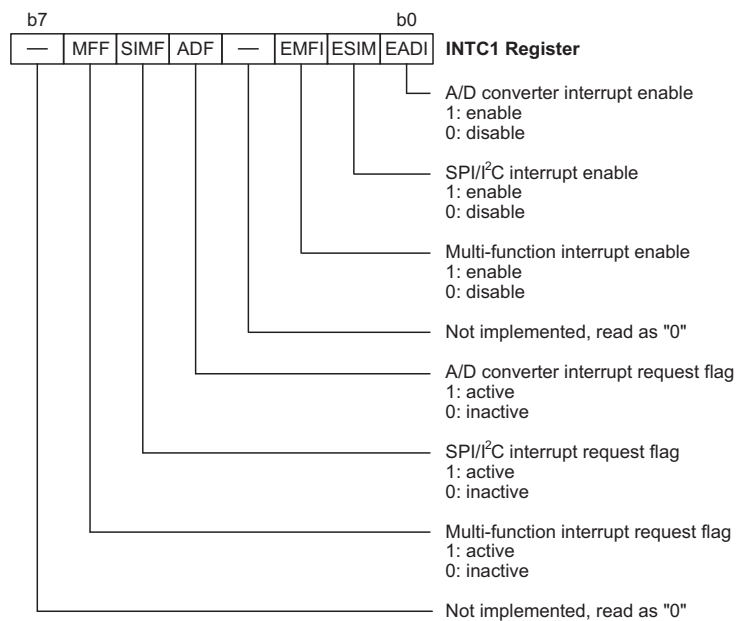 b7 b0
— MFF SIMF ADF — EMFI ESIM EADI INTC1 Register
A/D converter interrupt enable
1: enable
0: disable
SPI/I²C interrupt enable
1: enable
0: disable
Multi-function interrupt enable
1: enable
0: disable
Not implemented, read as "0"
A/D converter interrupt request flag
1: active
0: inactive
SPI/I²C interrupt request flag
1: active
0: inactive
Multi-function interrupt request flag
1: active
0: inactive
Not implemented, read as "0"